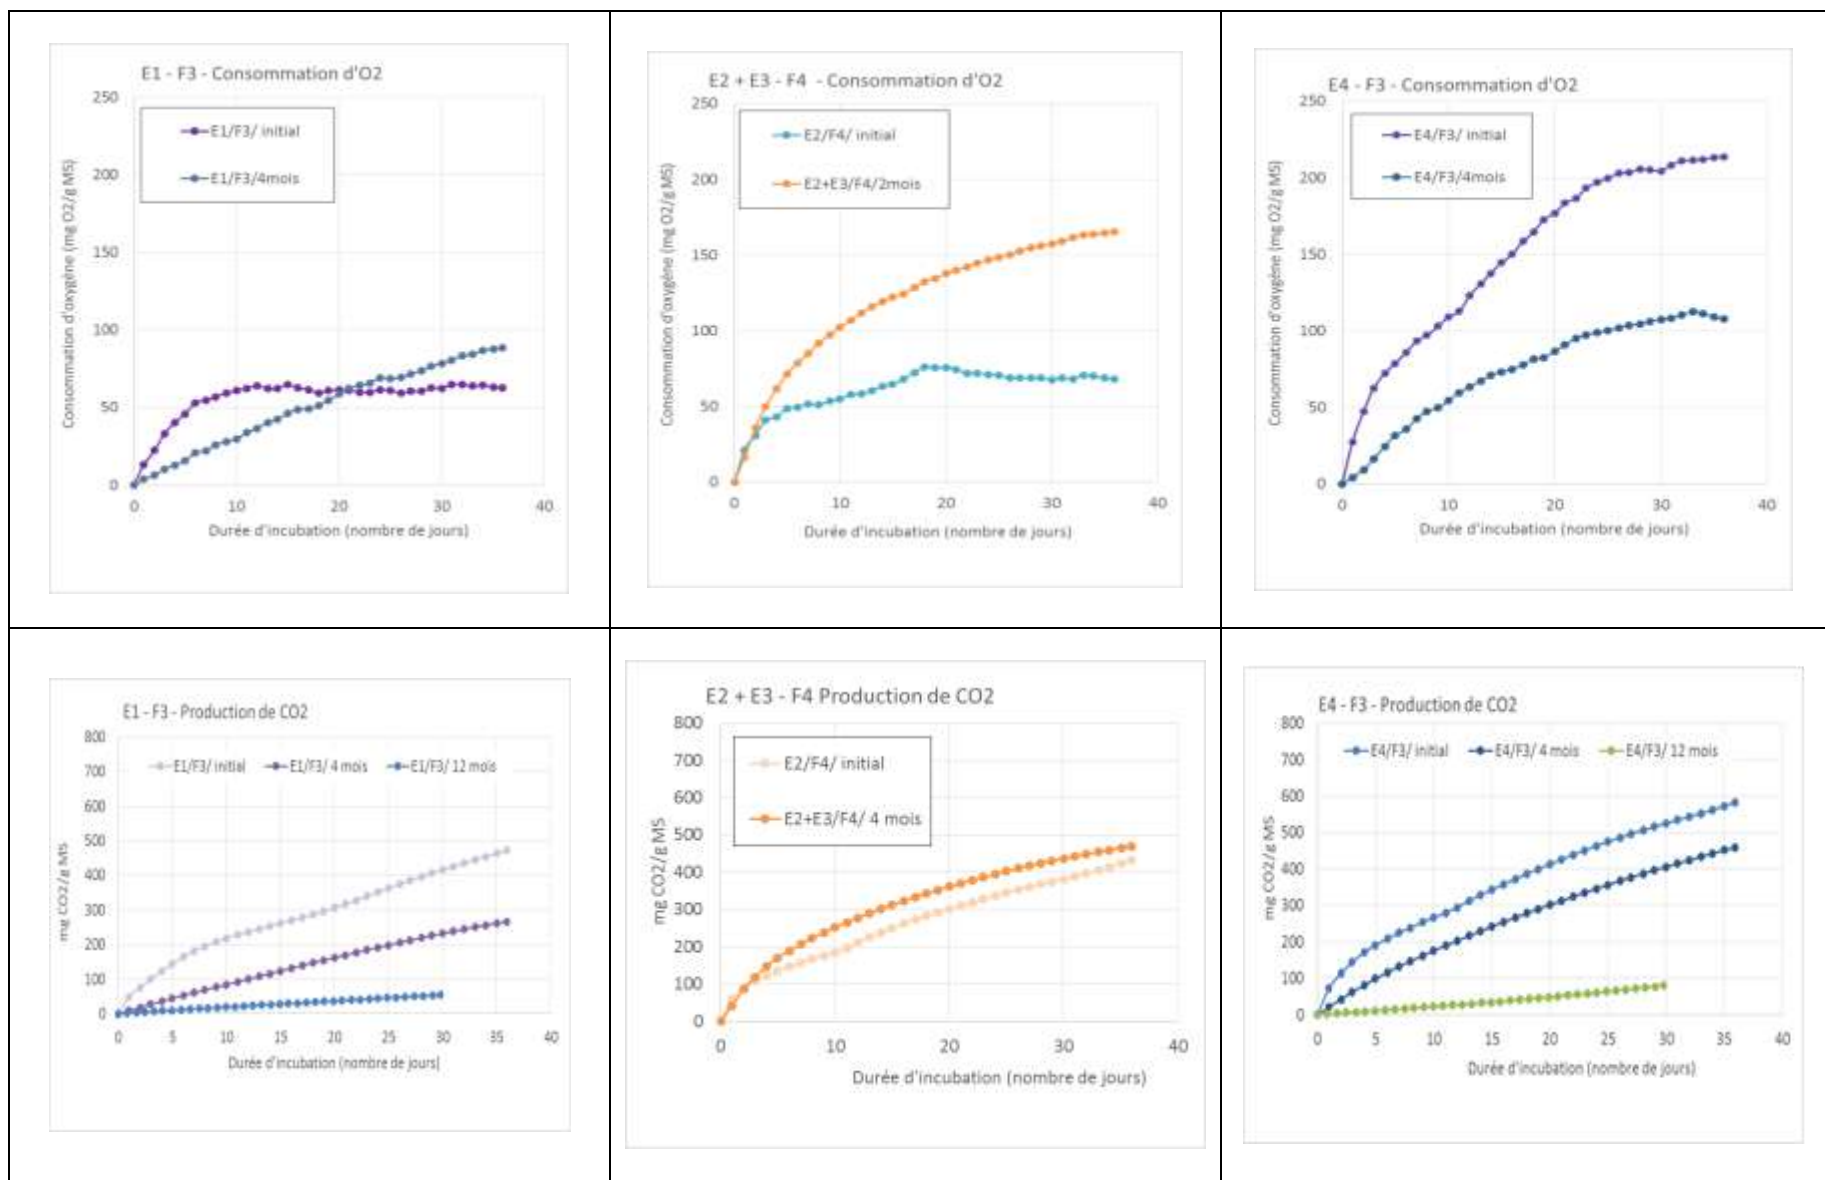 E1 - F3 - Consommation d'O2
250
200
150
100
50
0
0 10 20 30 40
Consommation d'oxygène (mg O2/g MS)
E1/F3/ initial
E1/F3/4mois
Durée d'incubation (nombre de jours)
E2 + E3 - F4 - Consommation d'O2
250
200
150
100
50
0
0 10 20 30 40
Consommation d'oxygène (mg O2/g MS)
E2/F4/ initial
E2+E3/F4/2mois
Durée d'incubation (nombre de jours)
E4 - F3 - Consommation d'O2
250
200
150
100
50
0
0 10 20 30 40
Consommation d'oxygène (mg O2/g MS)
E4/F3/ initial
E4/F3/4mois
Durée d'incubation (nombre de jours)
E1 - F3 - Production de CO2
800
700
600
500
400
300
200
100
0
0 5 10 15 20 25 30 35 40
mg CO2/g MS
E1/F3/ initial E1/F3/ 4 mois E1/F3/ 12 mois
Durée d'incubation (nombre de jours)
E2 + E3 - F4 Production de CO2
800
700
600
500
400
300
200
100
0
0 10 20 30 40
mg CO2/g MS
E2/F4/ initial
E2+E3/F4/ 4 mois
Durée d'incubation (nombre de jours)
E4 - F3 - Production de CO2
800
700
600
500
400
300
200
100
0
0 5 10 15 20 25 30 35 40
mg CO2/g MS
E4/F3/ initial E4/F3/ 4 mois E4/F3/ 12 mois
Durée d'incubation (nombre de jours)